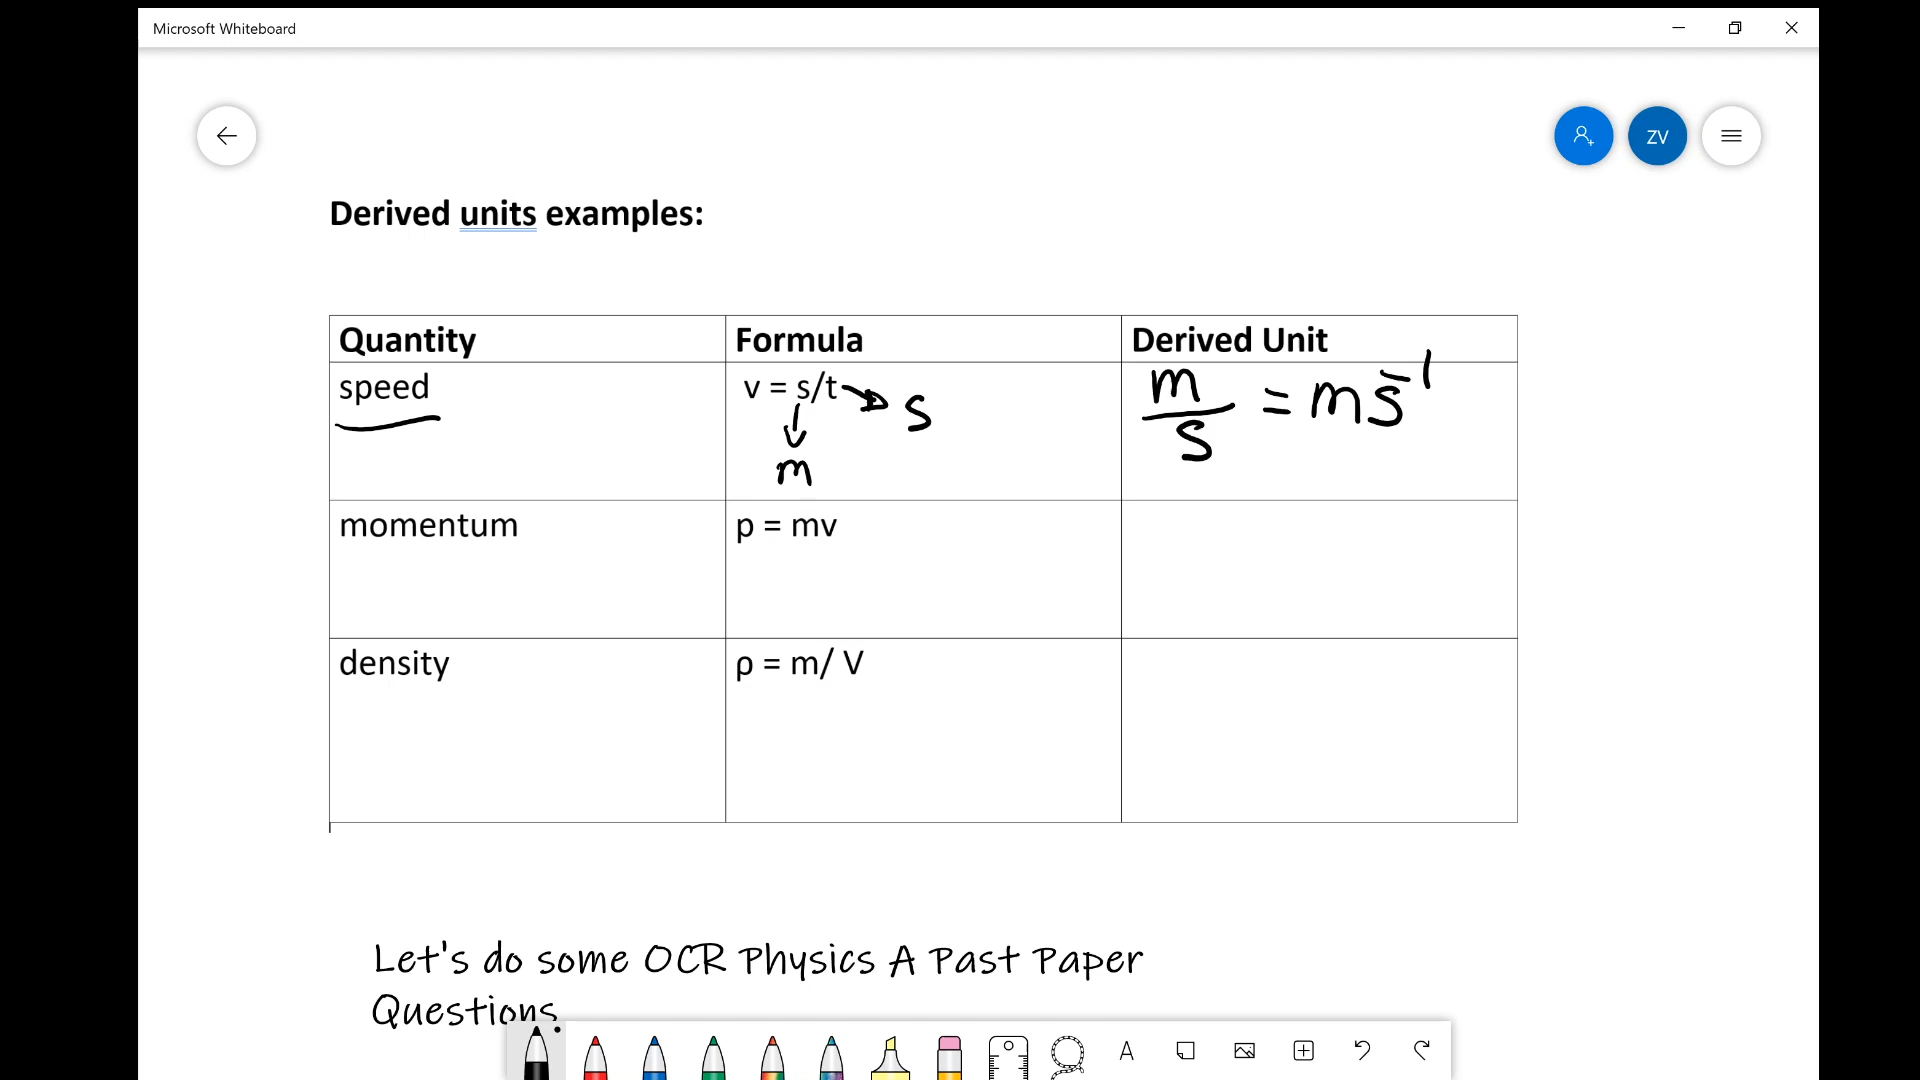 Microsoft Whiteboard
ZV
Derived units examples:
Quantity Formula Derived Unit
speed v = s/t → s m/s = ms⁻¹
↓
m
momentum p = mv
density ρ = m/ V
Let's do some OCR Physics A Past Paper
Questions
A